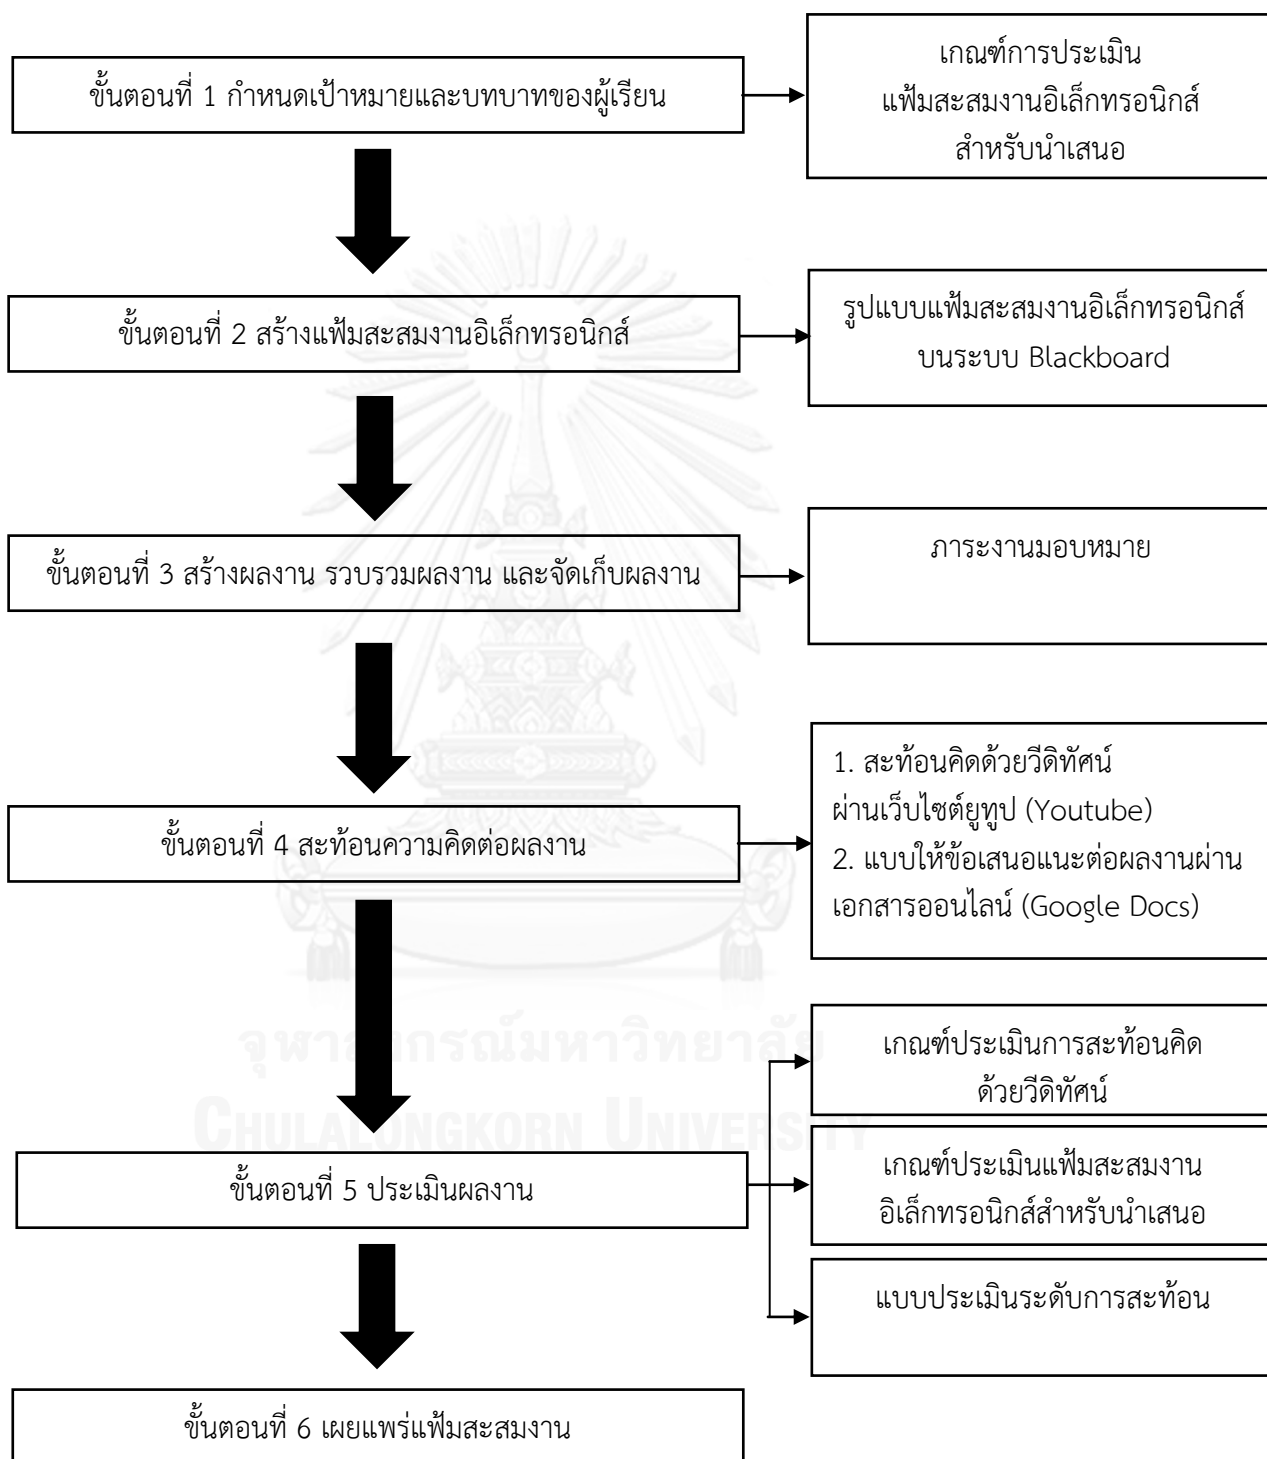 ขั้นตอนที่ 1 กำหนดเป้าหมายและบทบาทของผู้เรียน
เกณฑ์การประเมิน
แฟ้มสะสมงานอิเล็กทรอนิกส์
สำหรับนำเสนอ
ขั้นตอนที่ 2 สร้างแฟ้มสะสมงานอิเล็กทรอนิกส์
รูปแบบแฟ้มสะสมงานอิเล็กทรอนิกส์
บนระบบ Blackboard
ขั้นตอนที่ 3 สร้างผลงาน รวบรวมผลงาน และจัดเก็บผลงาน
ภาระงานมอบหมาย
ขั้นตอนที่ 4 สะท้อนความคิดต่อผลงาน
1. สะท้อนคิดด้วยวีดิทัศน์
ผ่านเว็บไซต์ยูทูป (Youtube)
2. แบบให้ข้อเสนอแนะต่อผลงานผ่าน
เอกสารออนไลน์ (Google Docs)
จุฬาลงกรณ์มหาวิทยาลัย
CHULALONGKORN UNIVERSITY
ขั้นตอนที่ 5 ประเมินผลงาน
เกณฑ์ประเมินการสะท้อนคิด
ด้วยวีดิทัศน์
เกณฑ์ประเมินแฟ้มสะสมงาน
อิเล็กทรอนิกส์สำหรับนำเสนอ
แบบประเมินระดับการสะท้อน
ขั้นตอนที่ 6 เผยแพร่แฟ้มสะสมงาน